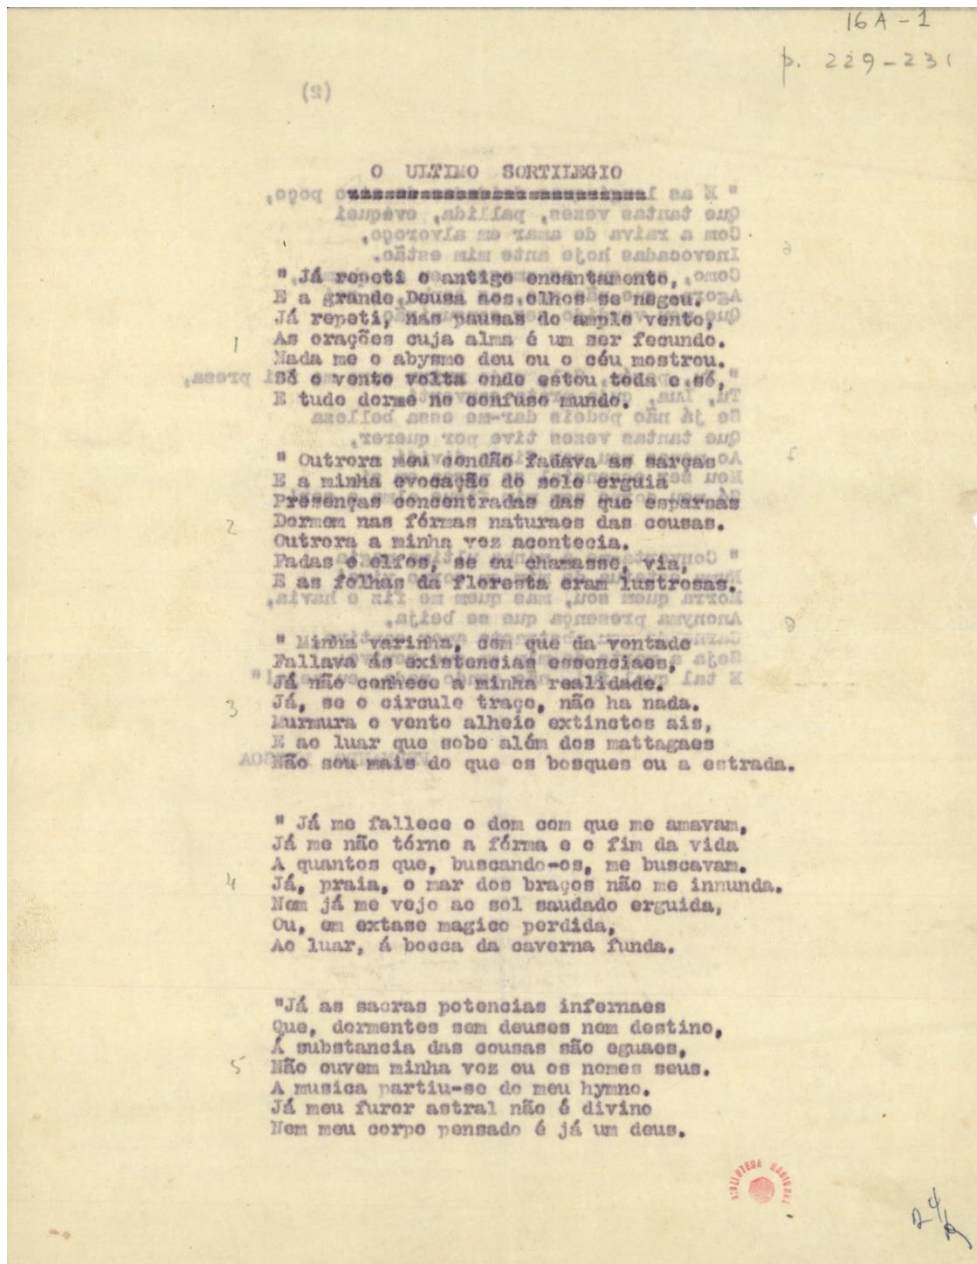 16A-1
p. 229-231
(2)
O ULTIMO SORTILEGIO
"Já repeti o antigo encantamento,
E a grande Deusa aos olhos se negou.
Já repeti, nas pausas do amplo vento,
1
As orações cuja alma é um ser fecundo.
Nada me o abysmo deu ou o céu mostrou.
Só o vento volta onde estou toda e só,
E tudo dorme no confuso mundo.
" Outrora meu condão fadava as sarças
E a minha evocação do solo erguia
Presenças concentradas das que esparsas
2
Dormem nas fórmas naturaes das cousas.
Outrora a minha voz acontecia.
Fadas e elfos, se eu chamasse, via,
E as folhas da floresta eram lustrosas.
" Minha varinha, com que da vontade
Fallava ás existencias essenciaes,
Já não conhece a minha realidade.
3
Já, se o circulo traço, não ha nada.
Murmura o vento alheio extinctos ais,
E ao luar que sobe além dos mattagaes
Não sou mais do que os bosques ou a estrada.
" Já me fallece o dom com que me amavam,
Já me não tórno a fórma e o fim da vida
A quantos que, buscando-os, me buscavam.
4
Já, praia, o mar dos braços não me innunda.
Nem já me vejo ao sol saudado erguida,
Ou, em extase magico perdida,
Ao luar, á bocca da caverna funda.
"Já as sacras potencias infernaes
Que, dormentes sem deuses nem destino,
Á substancia das cousas são eguaes,
5
Não ouvem minha voz ou os nomes seus.
A musica partiu-se do meu hymno.
Já meu furor astral não é divino
Nem meu corpo pensado é já um deus.
BIBLIOTECA NACIONAL